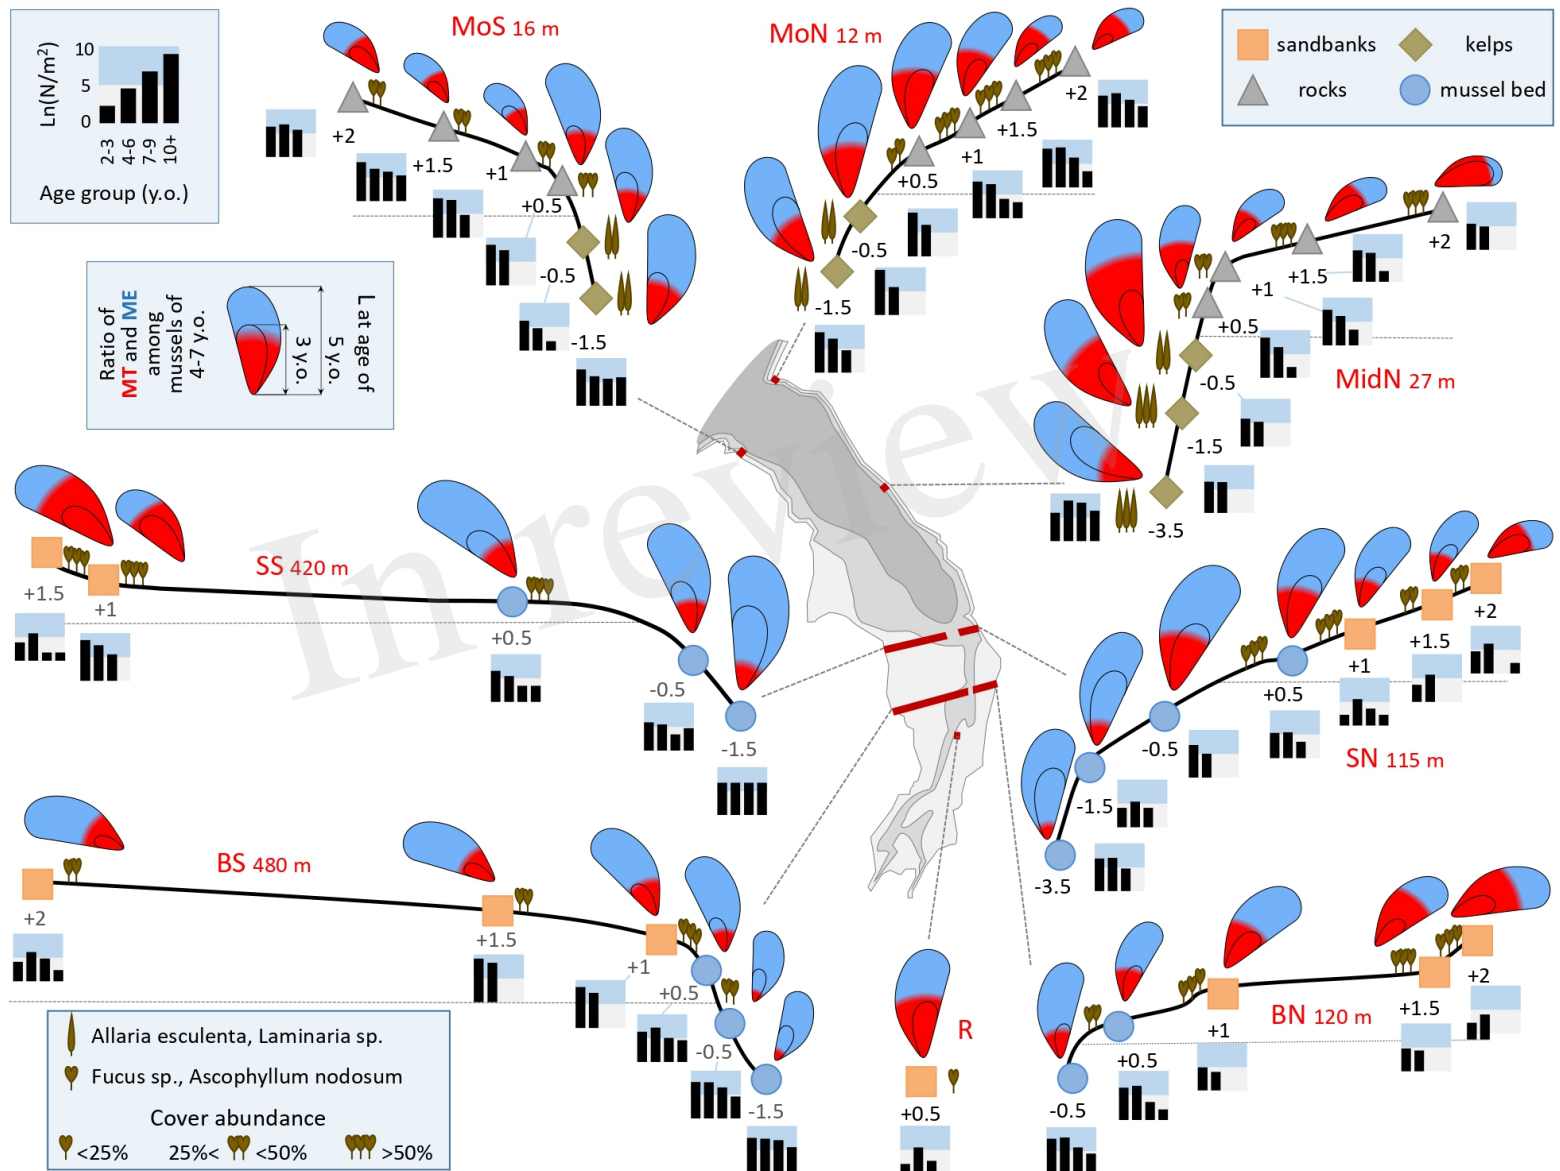 Ln(N/m²)
10
5
0
2-3
4-6
7-9
10+
Age group (y.o.)
MoS 16 m
+2
+1.5
+1
+0.5
-0.5
-1.5
MoN 12 m
+2
+1.5
+1
+0.5
-0.5
-1.5
sandbanks
kelps
rocks
mussel bed
Ratio of
MT and ME
among
mussels of
4-7 y.o.
3 y.o.
5 y.o.
L at age of
+2
+1.5
+1
+0.5
-0.5
-1.5
-3.5
MidN 27 m
SS 420 m
+1.5
+1
+0.5
-0.5
-1.5
+2
+1.5
+1
+0.5
-0.5
-1.5
-3.5
SN 115 m
BS 480 m
+2
+1.5
+1
+0.5
-0.5
-1.5
R
+0.5
BN 120 m
+2
+1.5
+1
+0.5
-0.5
Allaria esculenta, Laminaria sp.
Fucus sp., Ascophyllum nodosum
Cover abundance
<25%
25%< <50%
>50%
In review